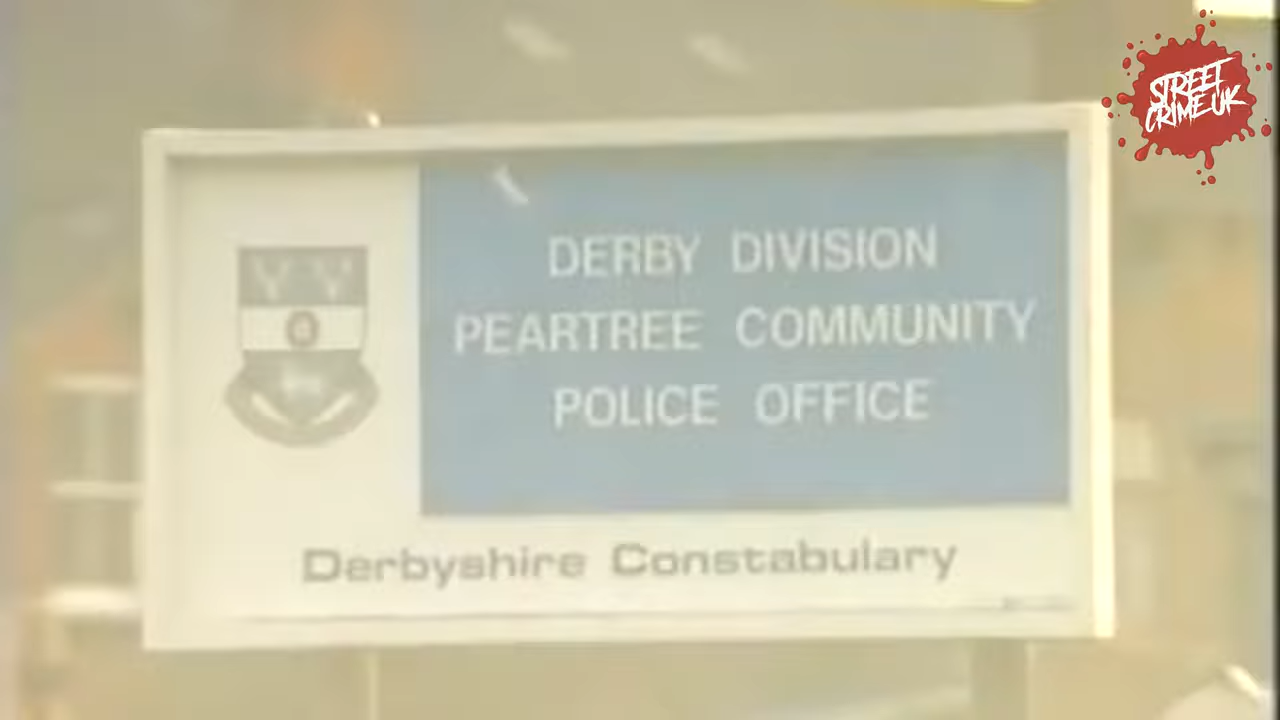 STREET
CRIME UK
DERBY DIVISION
PEARTREE COMMUNITY
POLICE OFFICE
Derbyshire Constabulary